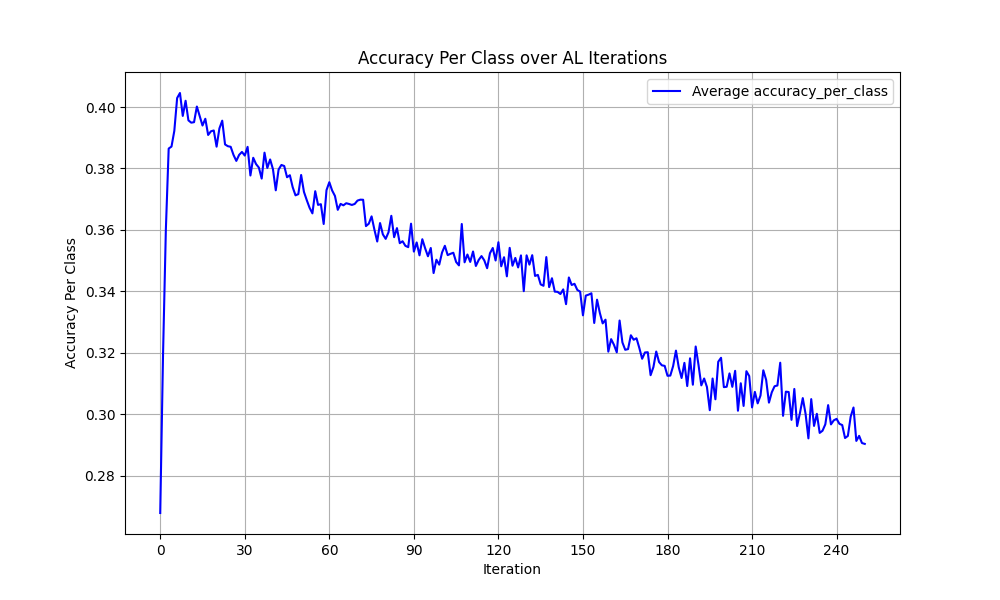 Accuracy Per Class over AL Iterations
Average accuracy_per_class
Accuracy Per Class
0.40
0.38
0.36
0.34
0.32
0.30
0.28
0 30 60 90 120 150 180 210 240
Iteration